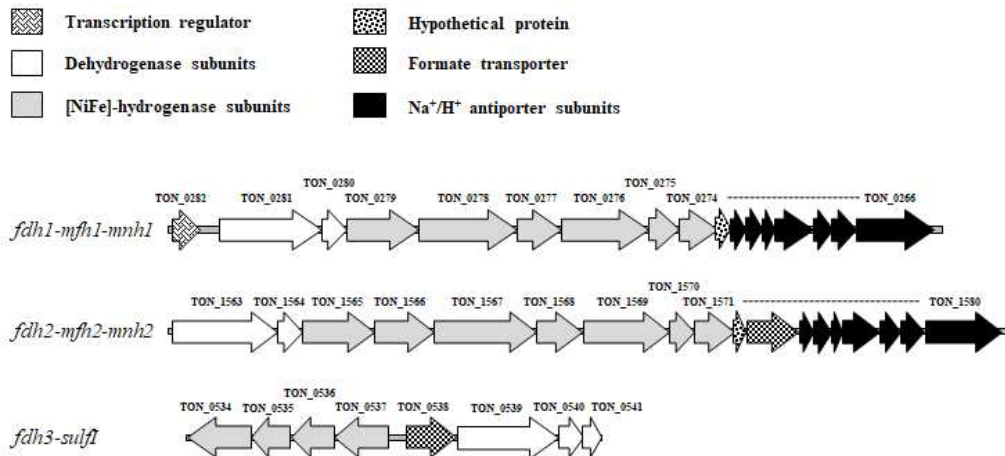 Transcription regulator
Hypothetical protein
Dehydrogenase subunits
Formate transporter
[NiFe]-hydrogenase subunits
Na⁺/H⁺ antiporter subunits
TON_0280
TON_0275
TON_0282
TON_0281
TON_0279
TON_0278
TON_0277
TON_0276
TON_0274
TON_0266
fdh1-mfh1-mnh1
TON_1570
TON_1563
TON_1564
TON_1565
TON_1566
TON_1567
TON_1568
TON_1569
TON_1571
TON_1580
fdh2-mfh2-mnh2
TON_0536
TON_0534
TON_0535
TON_0537
TON_0538
TON_0539
TON_0540
TON_0541
fdh3-sulfI